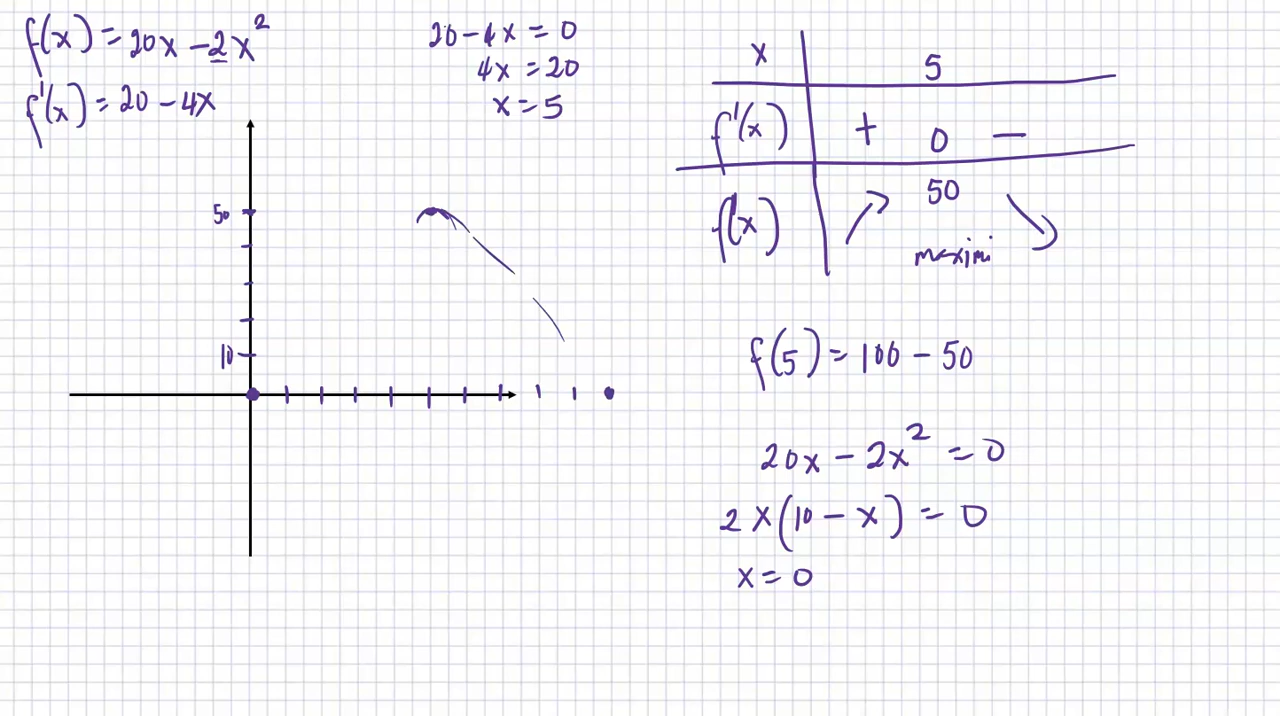 f(x) = 20x - 2x²
f'(x) = 20 - 4x
20 - 4x = 0
4x = 20
x = 5
x 5
f'(x) + 0 -
f(x) ↗ 50 ↘
maximi
50
10
f(5) = 100 - 50
20x - 2x² = 0
2x(10 - x) = 0
x = 0